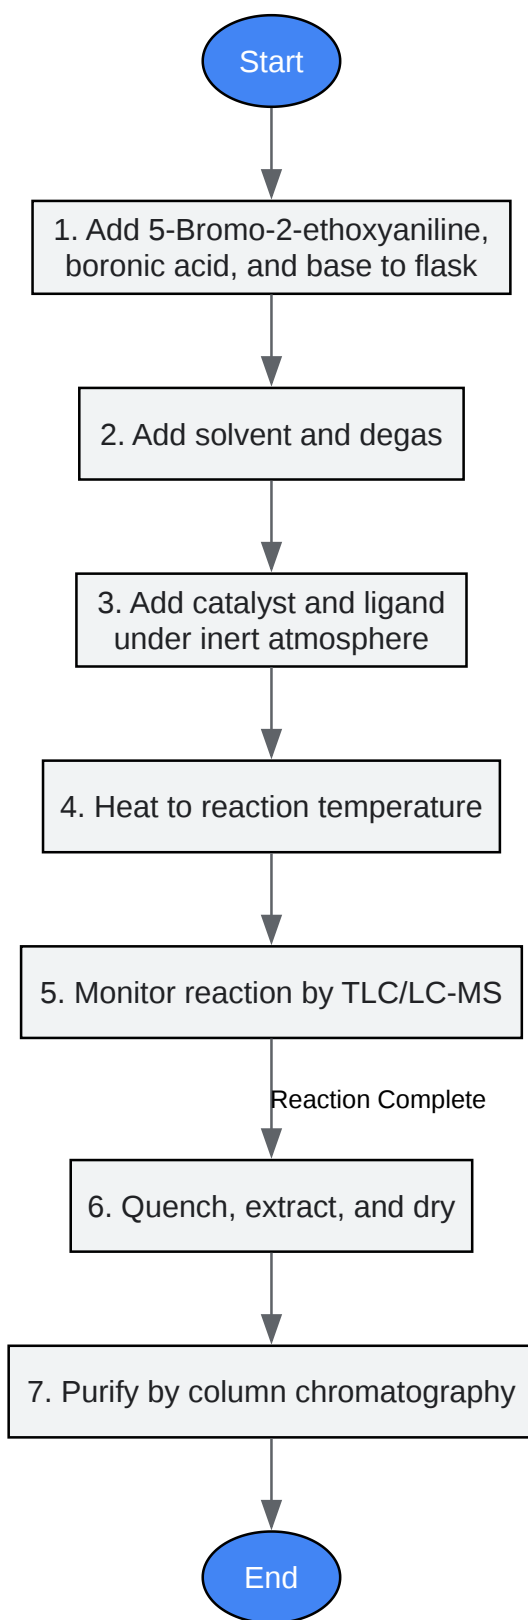 Start
1. Add 5-Bromo-2-ethoxyaniline,
boronic acid, and base to flask
2. Add solvent and degas
3. Add catalyst and ligand
under inert atmosphere
4. Heat to reaction temperature
5. Monitor reaction by TLC/LC-MS
Reaction Complete
6. Quench, extract, and dry
7. Purify by column chromatography
End